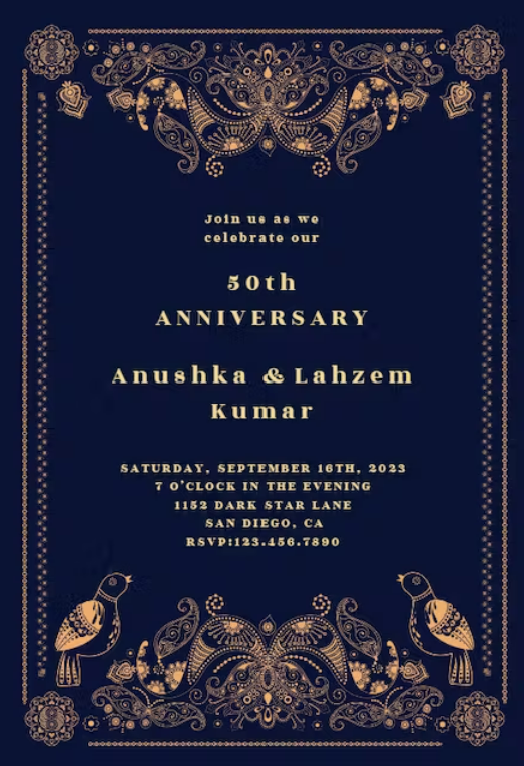 Join us as we
celebrate our
50th
ANNIVERSARY
Anushka & Lahzem
Kumar
SATURDAY, SEPTEMBER 16TH, 2023
7 O'CLOCK IN THE EVENING
1152 DARK STAR LANE
SAN DIEGO, CA
RSVP:123.456.7890